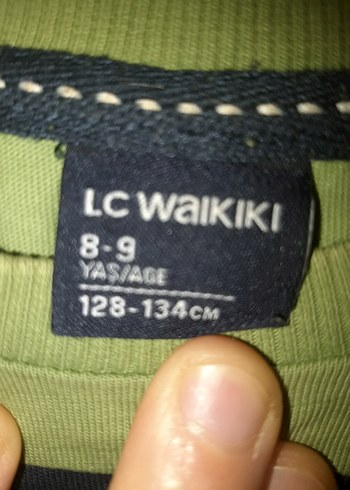 LC WAIKIKI
8-9
YAŞ/AGE
128-134CM